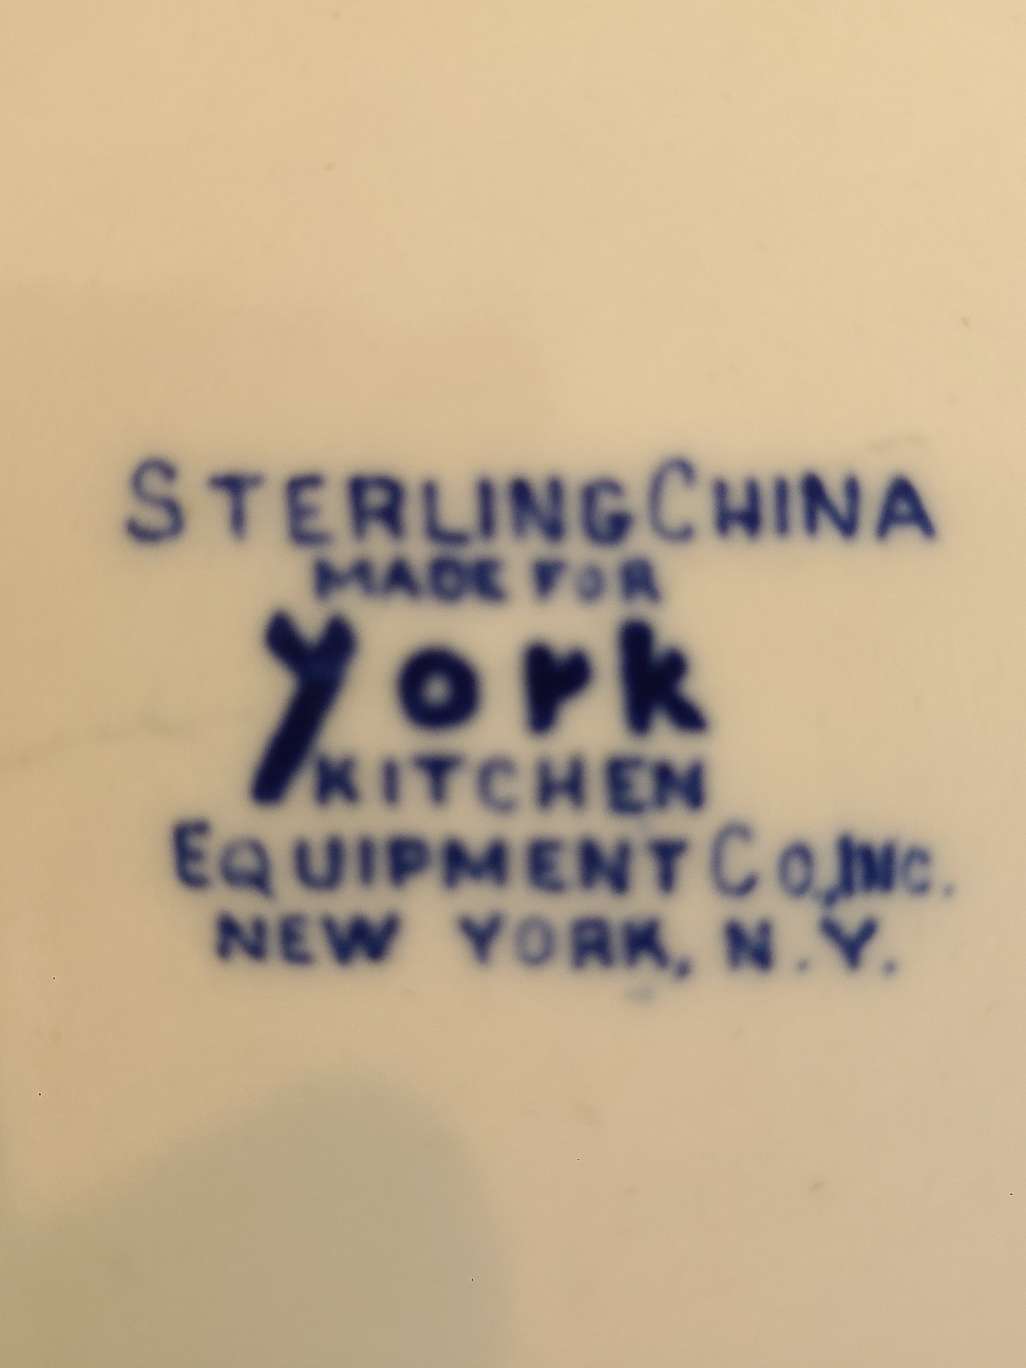 STERLING CHINA
MADE FOR
York
KITCHEN
EQUIPMENT CO., INC.
NEW YORK, N.Y.